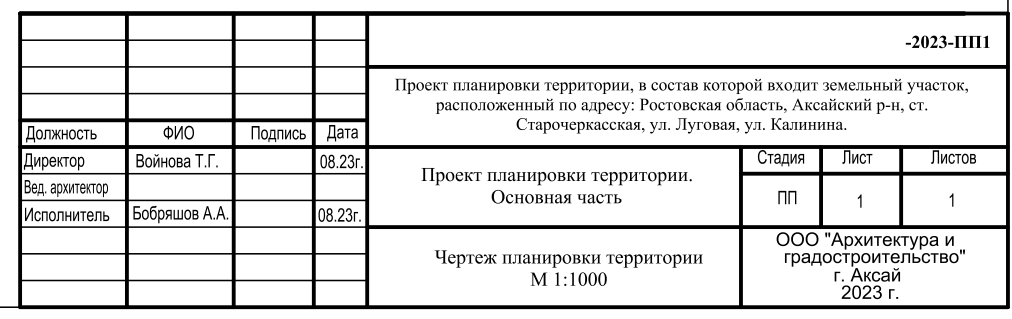 -2023-ПП1
Проект планировки территории, в состав которой входит земельный участок,
расположенный по адресу: Ростовская область, Аксайский р-н, ст.
Старочеркасская, ул. Луговая, ул. Калинина.
Должность ФИО Подпись Дата
Директор Войнова Т.Г. 08.23г.
Вед. архитектор
Исполнитель Бобряшов А.А. 08.23г.
Проект планировки территории.
Основная часть
Стадия Лист Листов
ПП 1 1
Чертеж планировки территории
М 1:1000
ООО "Архитектура и
градостроительство"
г. Аксай
2023 г.